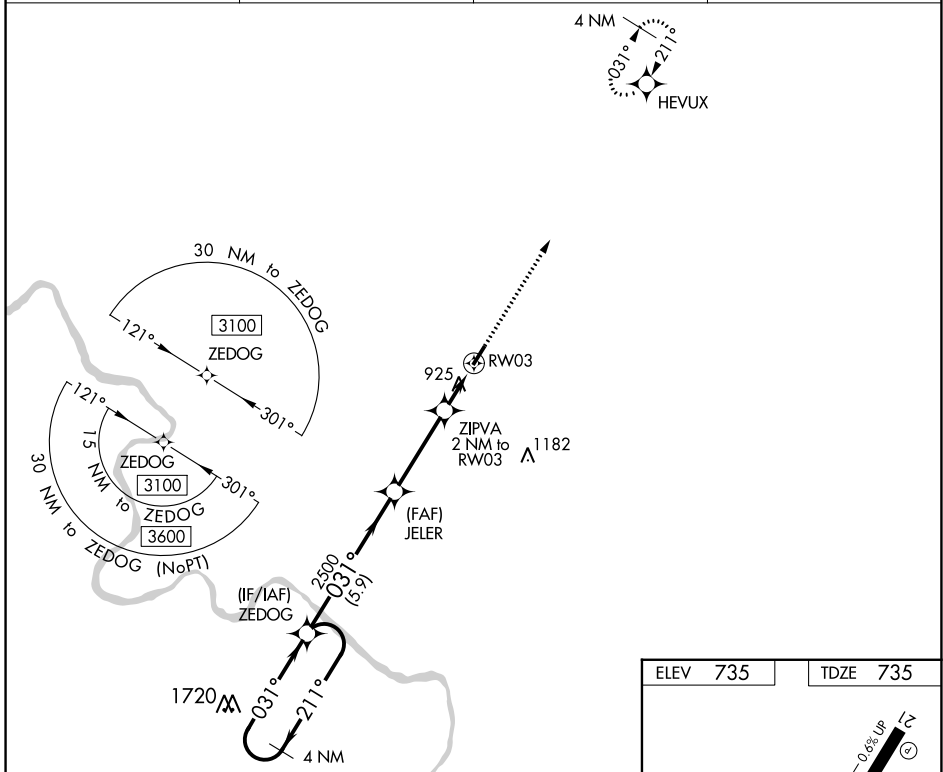 4 NM
031°
211°
HEVUX
30 NM to ZEDOG
3100
121°
ZEDOG
301°
RW03
925
ZIPVA
2 NM to
RW03
1182
121°
ZEDOG
301°
3100
15 NM to ZEDOG
3600
30 NM to ZEDOG (NoPT)
(FAF)
JELER
2500
031°
(5.9)
(IF/IAF)
ZEDOG
1720
031°
211°
4 NM
ELEV 735
TDZE 735
0.6% UP
21
P